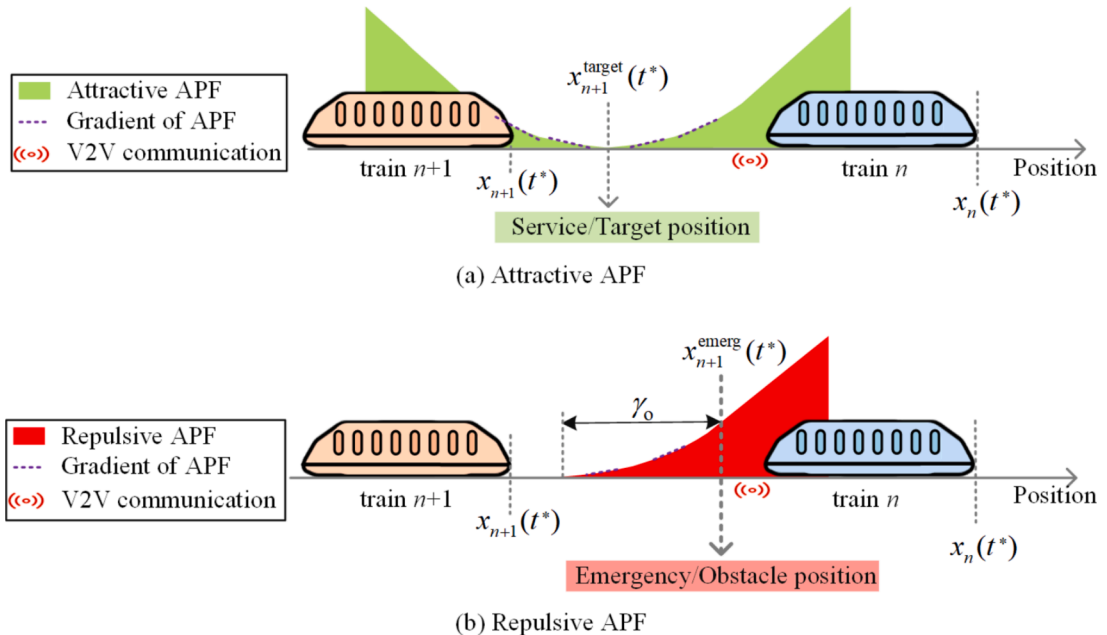 x_{n+1}^{target}(t*)
Attractive APF
Gradient of APF
V2V communication
train n+1
train n
Position
x_{n+1}(t*)
x_n(t*)
Service/Target position
(a) Attractive APF
x_{n+1}^{emerg}(t*)
γ_o
Repulsive APF
Gradient of APF
V2V communication
train n+1
train n
Position
x_{n+1}(t*)
x_n(t*)
Emergency/Obstacle position
(b) Repulsive APF